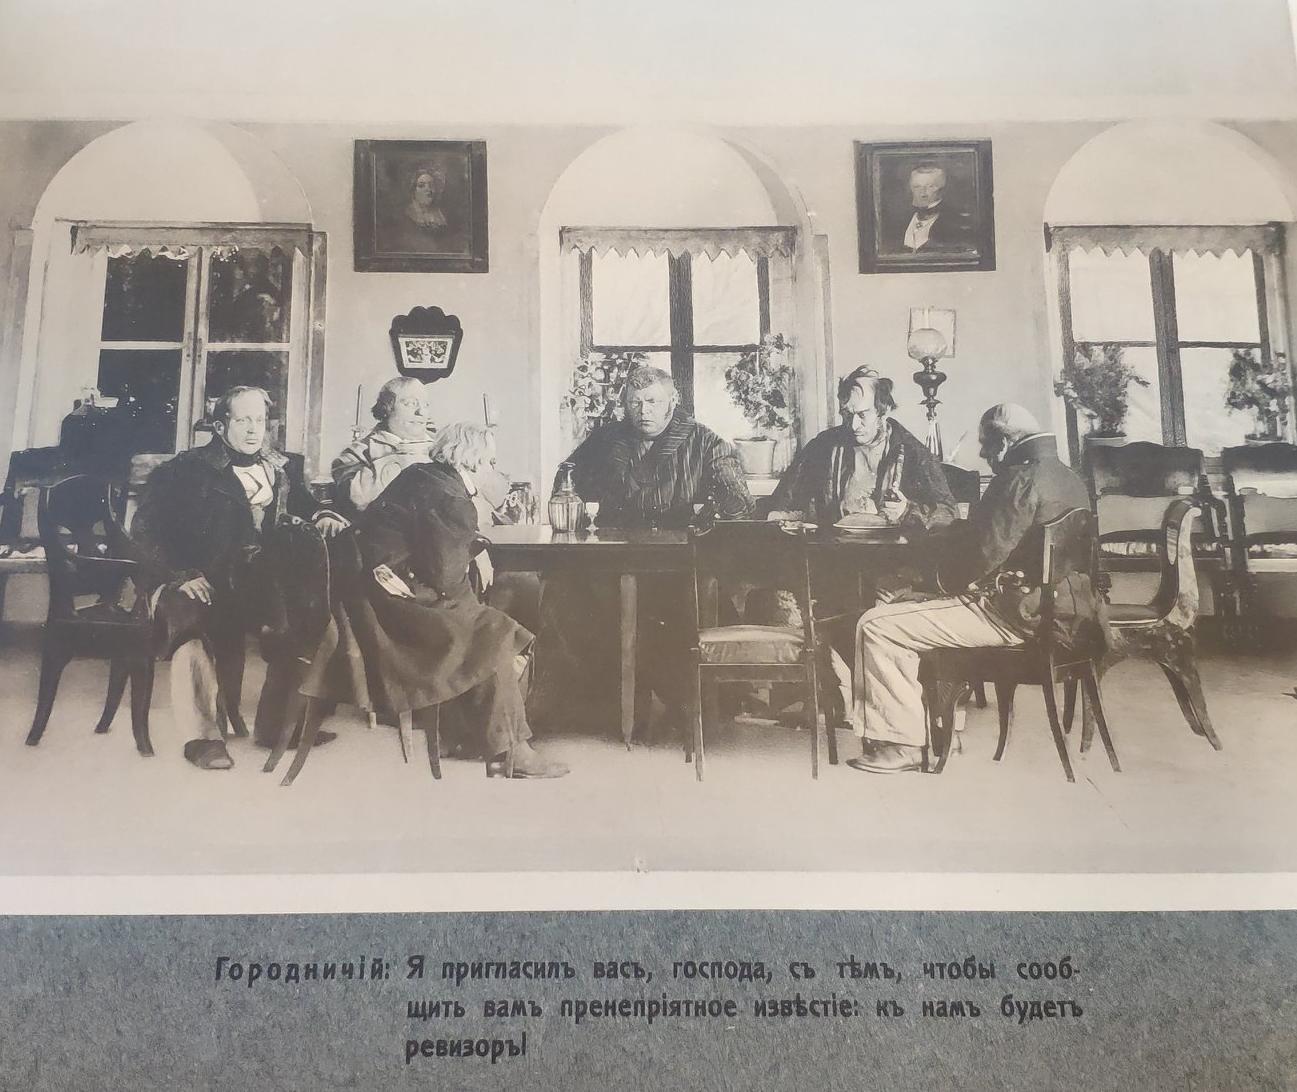 Городничій: Я пригласилъ васъ, господа, съ тѣмъ, чтобы сооб-
щить вамъ пренепріятное извѣстіе: къ намъ будетъ
ревизоръ!